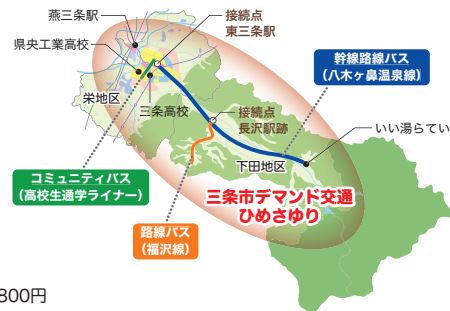 燕三条駅
接続点
東三条駅
県央工業高校
幹線路線バス
(八木ヶ鼻温泉線)
栄地区
三条高校
接続点
長沢駅跡
いい湯らてい
下田地区
コミュニティバス
(高校生通学ライナー)
三条市デマンド交通
ひめさゆり
路線バス
(福沢線)
800円